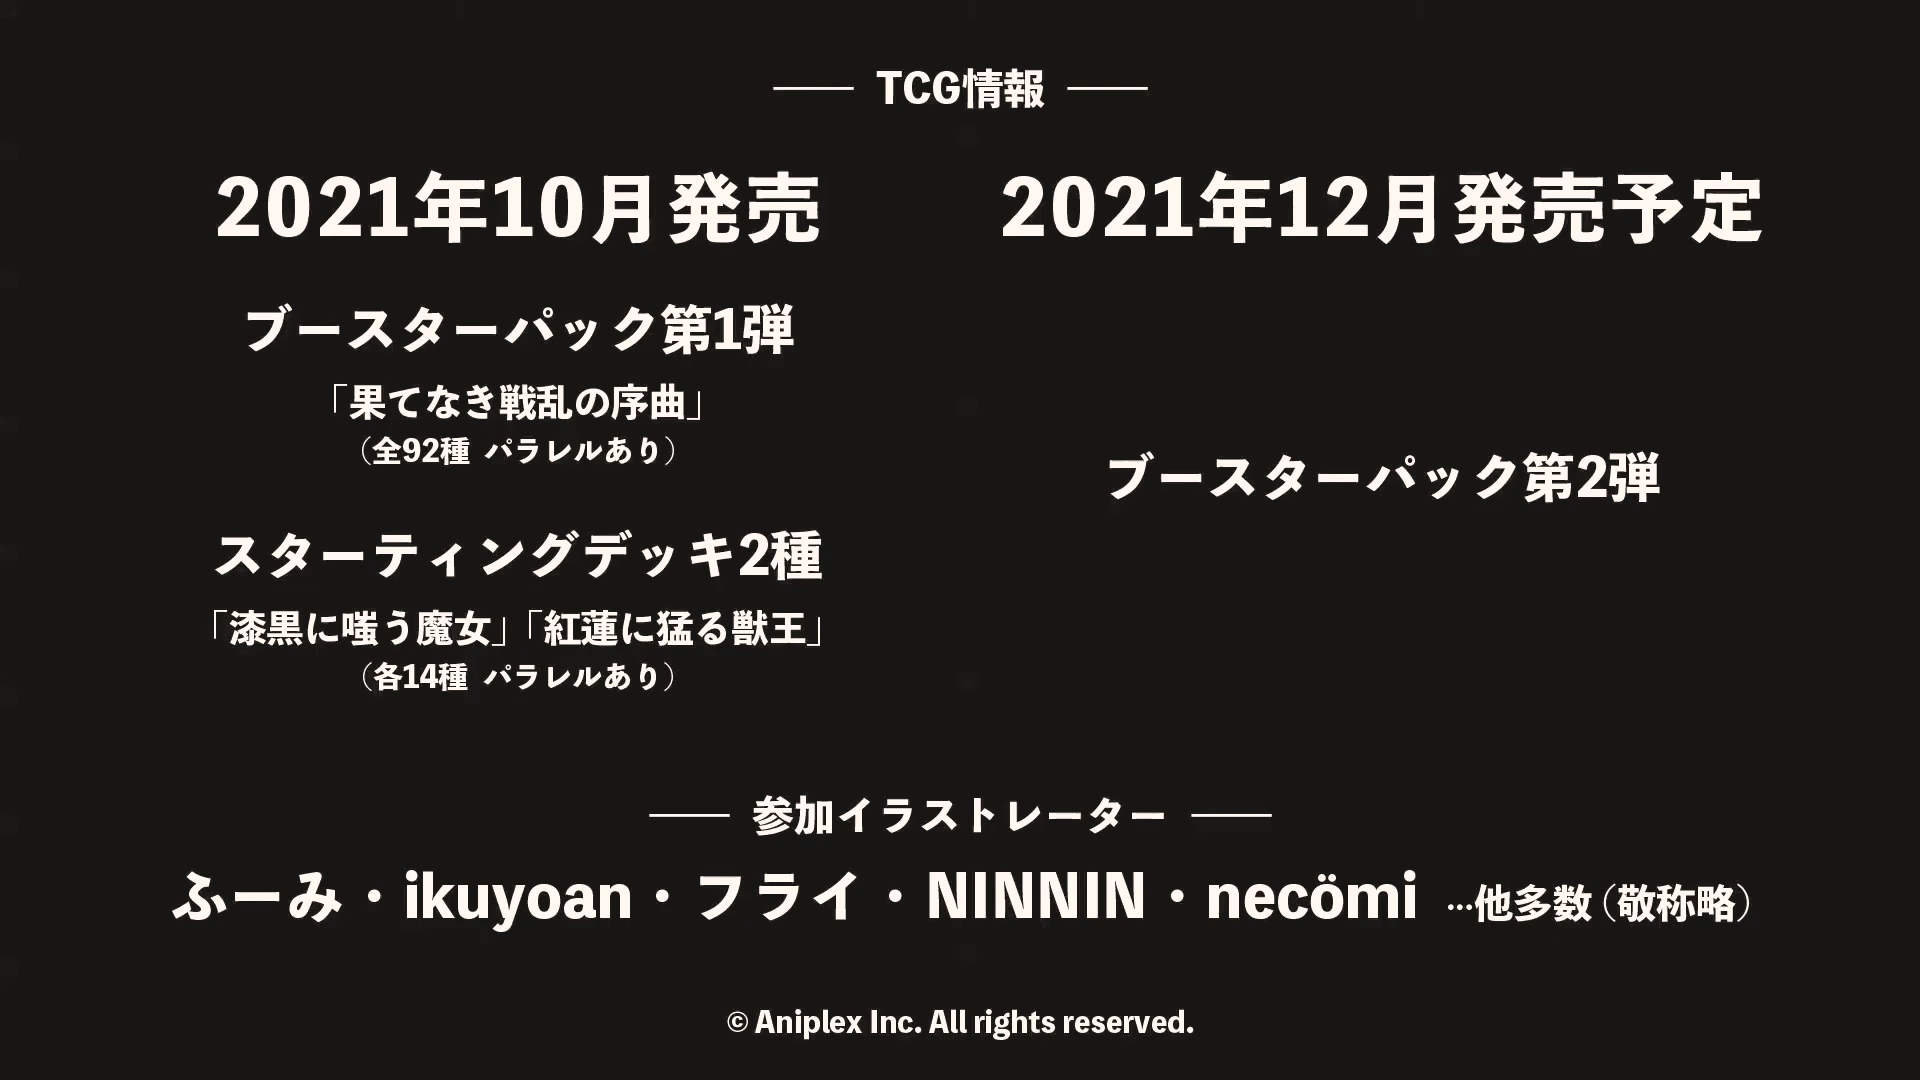 TCG情報
2021年10月発売
ブースターパック第1弾
「果てなき戦乱の序曲」
（全92種 パラレルあり）
スターティングデッキ2種
「漆黒に嗤う魔女」「紅蓮に猛る獣王」
（各14種 パラレルあり）
2021年12月発売予定
ブースターパック第2弾
参加イラストレーター
ふーみ・ikuyoan・フライ・NINNIN・necömi …他多数（敬称略）
© Aniplex Inc. All rights reserved.